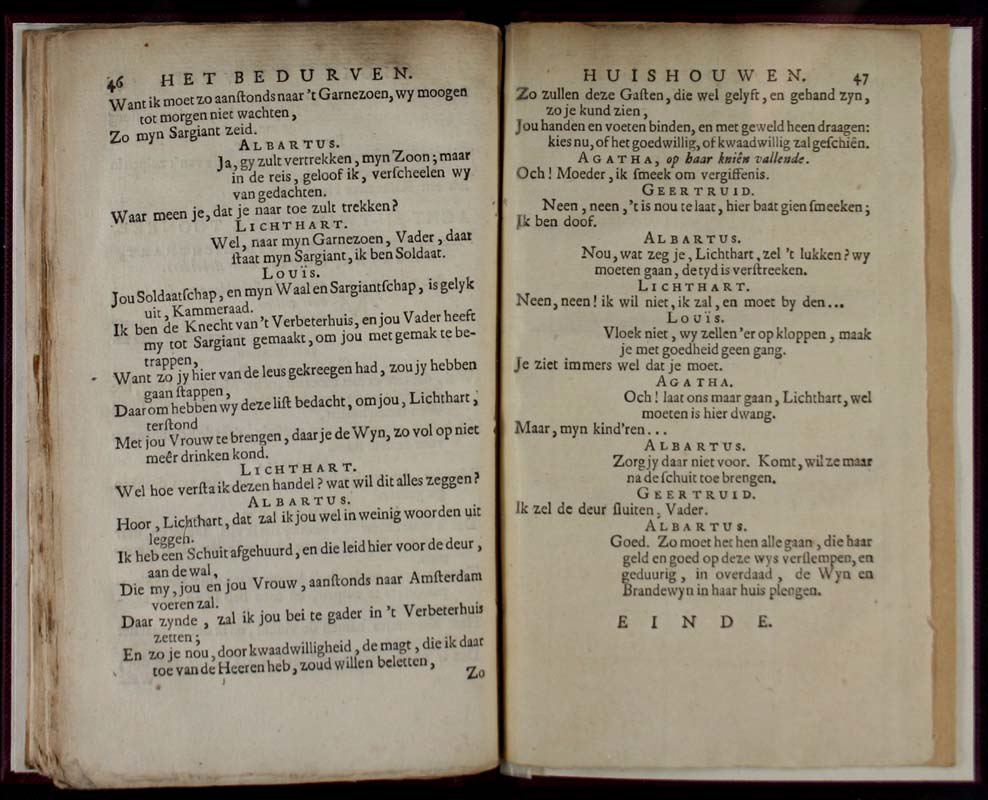 46 HET BEDURVEN.
Want ik moet zo aanſtonds naar 't Garnezoen, wy moogen
tot morgen niet wachten,
Zo myn Sargiant zeid.
ALBARTUS.
Ja, gy zult vertrekken, myn Zoon; maar
in de reis, geloof ik, verſcheelen wy
van gedachten.
Waar meen je, dat je naar toe zult trekken?
LICHTHART.
Wel, naar myn Garnezoen, Vader, daar
ſtaat myn Sargiant, ik ben Soldaat.
LOUÏS.
Jou Soldaatſchap, en myn Waal en Sargiantſchap, is gelyk
uit, Kammeraad.
Ik ben de Knecht van 't Verbeterhuis, en jou Vader heeft
my tot Sargiant gemaakt, om jou met gemak te be-
trappen,
Want zo jy hier van de leus gekreegen had, zou jy hebben
gaan ſtappen,
Daarom hebben wy deze liſt bedacht, om jou, Lichthart,
terſtond
Met jou Vrouw te brengen, daar je de Wyn, zo vol op niet
meêr drinken kond.
LICHTHART.
Wel hoe verſta ik dezen handel? wat wil dit alles zeggen?
ALBARTUS.
Hoor, Lichthart, dat zal ik jou wel in weinig woorden uit
leggen.
Ik heb een Schuit afgehuurd, en die leid hier voor de deur,
aan de wal,
Die my, jou en jou Vrouw, aanſtonds naar Amſterdam
voeren zal.
Daar zynde, zal ik jou bei te gader in 't Verbeterhuis
zetten;
En zo je nou, door kwaadwilligheid, de magt, die ik daar
toe van de Heeren heb, zoud willen beletten,
Zo
HUISHOUWEN. 47
Zo zullen deze Gaſten, die wel gelyft, en gehand zyn,
zo je kund zien,
Jou handen en voeten binden, en met geweld heen draagen:
kies nu, of het goedwillig, of kwaadwillig zal geſchiên.
AGATHA, op haar kniên vallende.
Och! Moeder, ik ſmeek om vergiffenis.
GEERTRUID.
Neen, neen, 't is nou te laat, hier baat gien ſmeeken;
Ik ben doof.
ALBARTUS.
Nou, wat zeg je, Lichthart, zel 't lukken? wy
moeten gaan, de tyd is verſtreeken.
LICHTHART.
Neen, neen! ik wil niet, ik zal, en moet by den...
LOUÏS.
Vloek niet, wy zellen 'er op kloppen, maak
je met goedheid geen gang.
Je ziet immers wel dat je moet.
AGATHA.
Och! laat ons maar gaan, Lichthart, wel
moeten is hier dwang.
Maar, myn kind'ren...
ALBARTUS.
Zorg jy daar niet voor. Komt, wil ze maar
na de ſchuit toe brengen.
GEERTRUID.
Ik zel de deur ſluiten, Vader.
ALBARTUS.
Goed. Zo moet het hen alle gaan, die haar
geld en goed op deze wys verſlempen, en
geduurig, in overdaad, de Wyn en
Brandewyn in haar huis plengen.
EINDE.